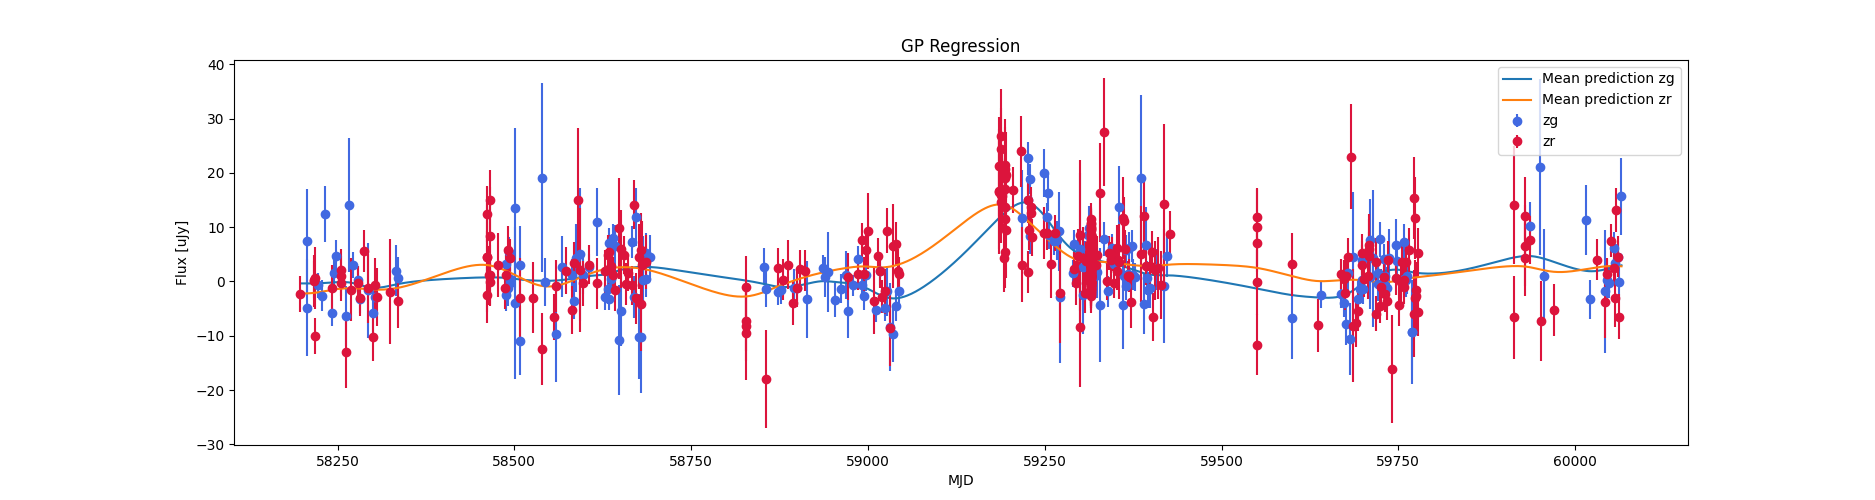 GP Regression
Flux [uJy]
40
30
20
10
0
−10
−20
−30
58250
58500
58750
59000
59250
59500
59750
60000
MJD
Mean prediction zg
Mean prediction zr
zg
zr